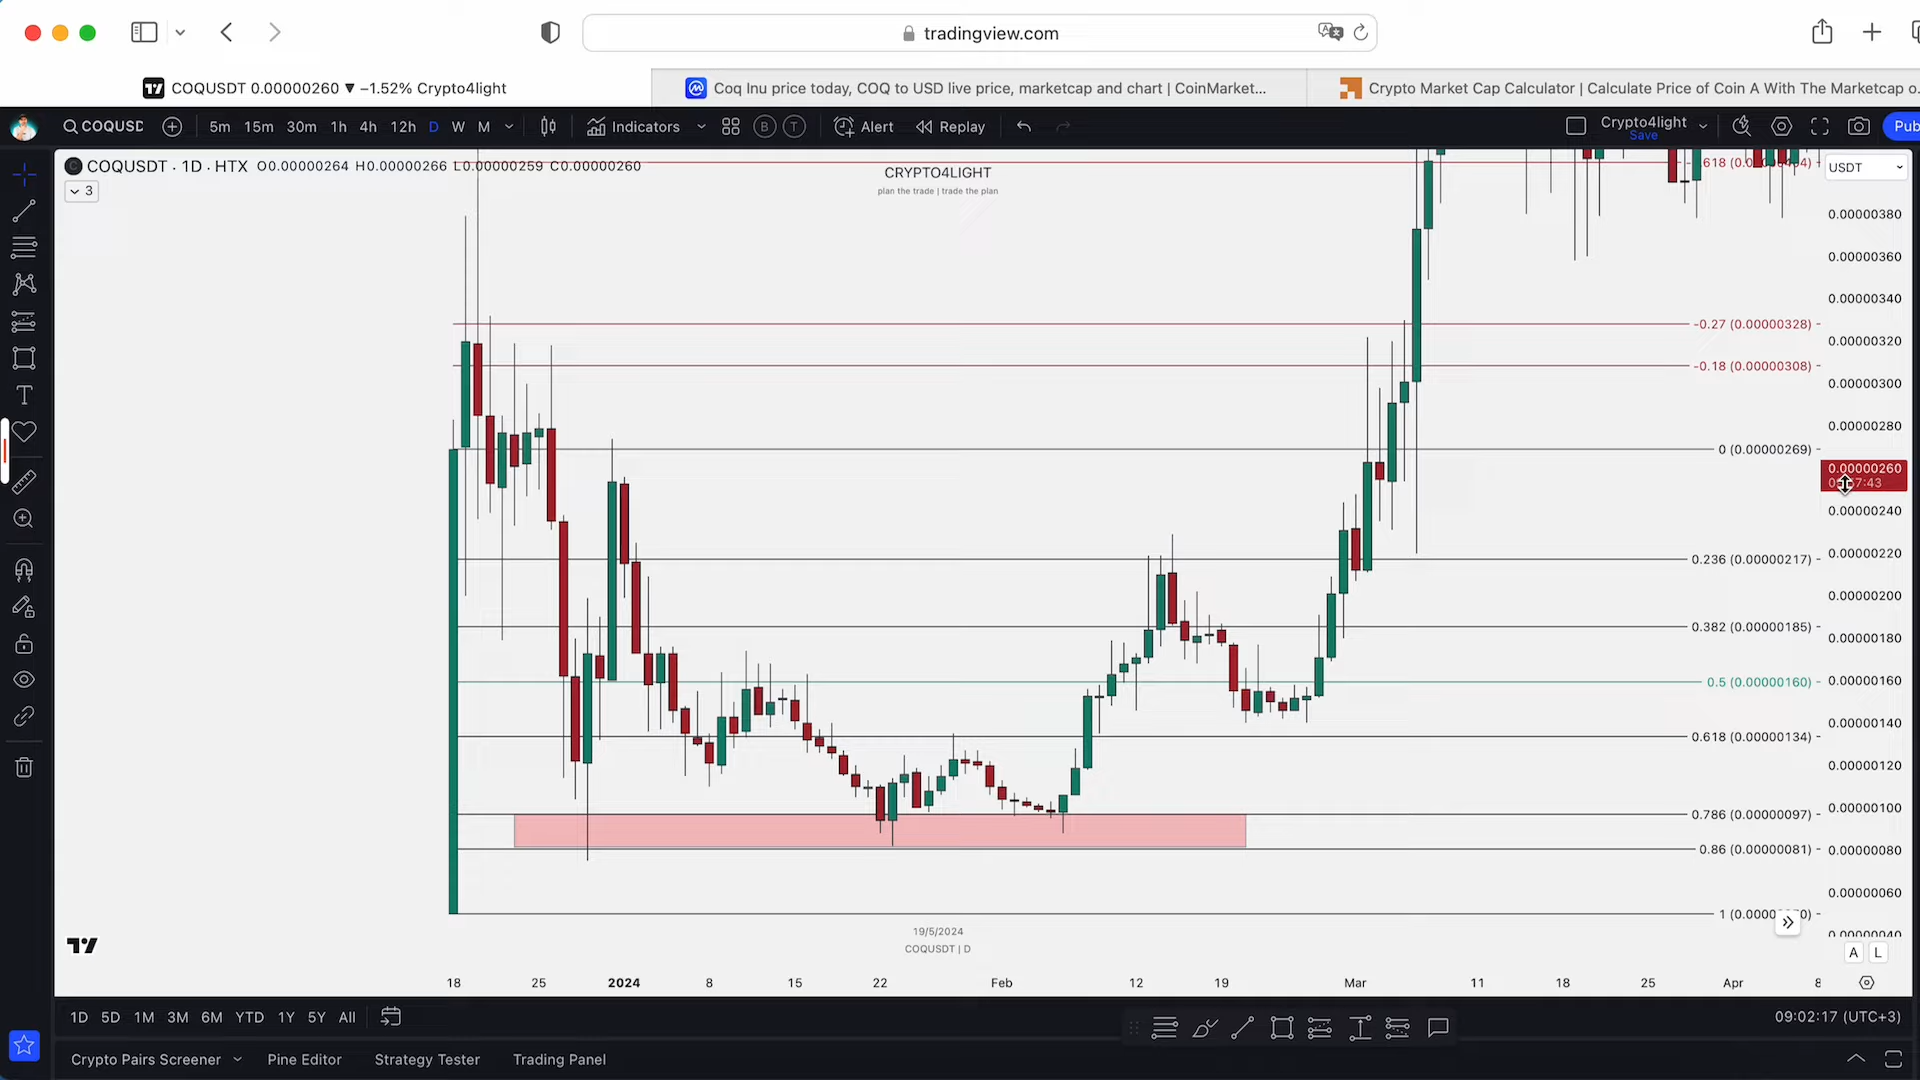 tradingview.com
COQUSDT 0.00000260 ▼ −1.52% Crypto4light
Coq Inu price today, COQ to USD live price, marketcap and chart | CoinMarket...
Crypto Market Cap Calculator | Calculate Price of Coin A With The Marketcap o...
COQUSD
5m 15m 30m 1h 4h 12h D W M
Indicators
B T
Alert
Replay
Crypto4light
Save
Pub
COQUSDT · 1D · HTX O0.00000264 H0.00000266 L0.00000259 C0.00000260
3
CRYPTO4LIGHT
plan the trade | trade the plan
USDT
0.00000380
0.00000360
0.00000340
-0.27 (0.00000328)
0.00000320
-0.18 (0.00000308)
0.00000300
0.00000280
0 (0.00000269)
0.00000260
0.00000240
0.236 (0.00000217)
0.00000220
0.00000200
0.382 (0.00000185)
0.00000180
0.5 (0.00000160)
0.00000160
0.00000140
0.618 (0.00000134)
0.00000120
0.00000100
0.786 (0.00000097)
0.86 (0.00000081)
0.00000080
0.00000060
19/5/2024
COQUSDT | D
A L
18 25 2024 8 15 22 Feb 12 19 Mar 11 18 25 Apr 8
1D 5D 1M 3M 6M YTD 1Y 5Y All
09:02:17 (UTC+3)
Crypto Pairs Screener Pine Editor Strategy Tester Trading Panel